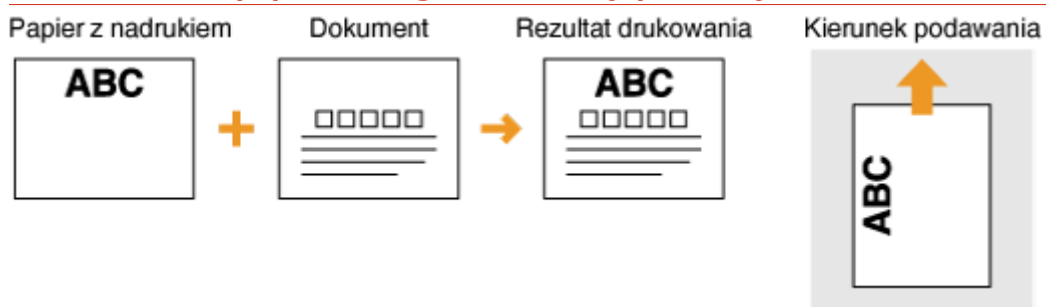 Papier z nadrukiem
Dokument
Rezultat drukowania
Kierunek podawania
ABC
ABC
ABC